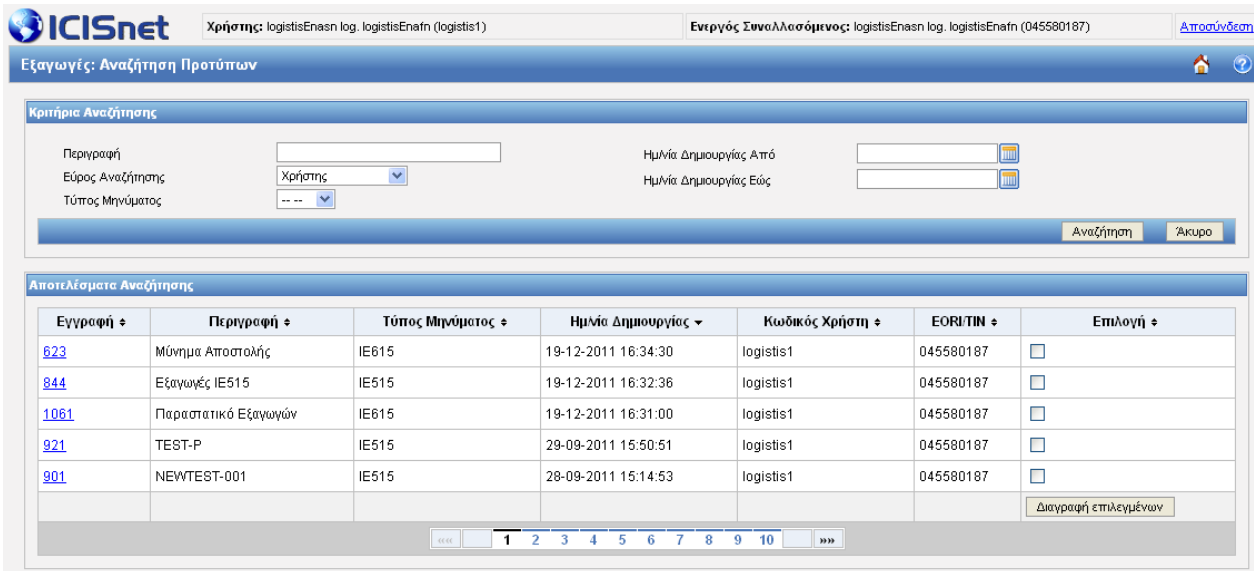 ICISnet Χρήστης: logistisEnasn log. logistisEnafn (logistis1) Ενεργός Συναλλασόμενος: logistisEnasn log. logistisEnafn (045580187) Αποσύνδεση
Εξαγωγές: Αναζήτηση Προτύπων
Κριτήρια Αναζήτησης
Περιγραφή Ημ/νία Δημιουργίας Από
Εύρος Αναζήτησης Χρήστης Ημ/νία Δημιουργίας Εώς
Τύπος Μηνύματος -- --
Αναζήτηση Άκυρο
Αποτελέσματα Αναζήτησης
Εγγραφή Περιγραφή Τύπος Μηνύματος Ημ/νία Δημιουργίας Κωδικός Χρήστη EORI/TIN Επιλογή
623 Μύνημα Αποστολής IE615 19-12-2011 16:34:30 logistis1 045580187
844 Εξαγωγές IE515 IE515 19-12-2011 16:32:36 logistis1 045580187
1061 Παραστατικό Εξαγωγών IE615 19-12-2011 16:31:00 logistis1 045580187
921 TEST-P IE515 29-09-2011 15:50:51 logistis1 045580187
901 NEWTEST-001 IE515 28-09-2011 15:14:53 logistis1 045580187
Διαγραφή επιλεγμένων
«« 1 2 3 4 5 6 7 8 9 10 »»